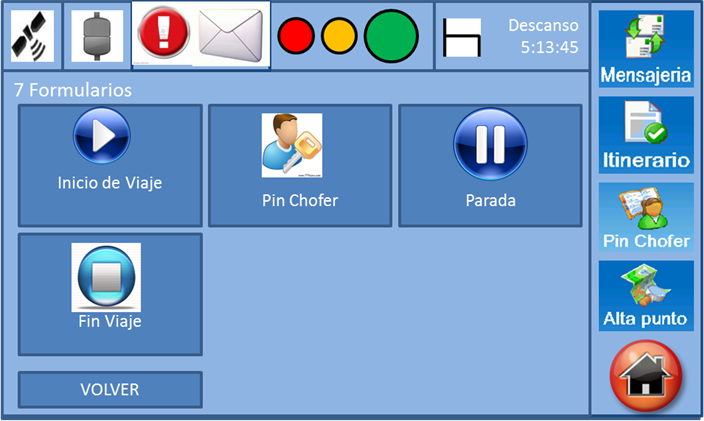 Descanso
5:13:45
Mensajeria
7 Formularios
Inicio de Viaje
Pin Chofer
Parada
Itinerario
Pin Chofer
Fin Viaje
Alta punto
VOLVER